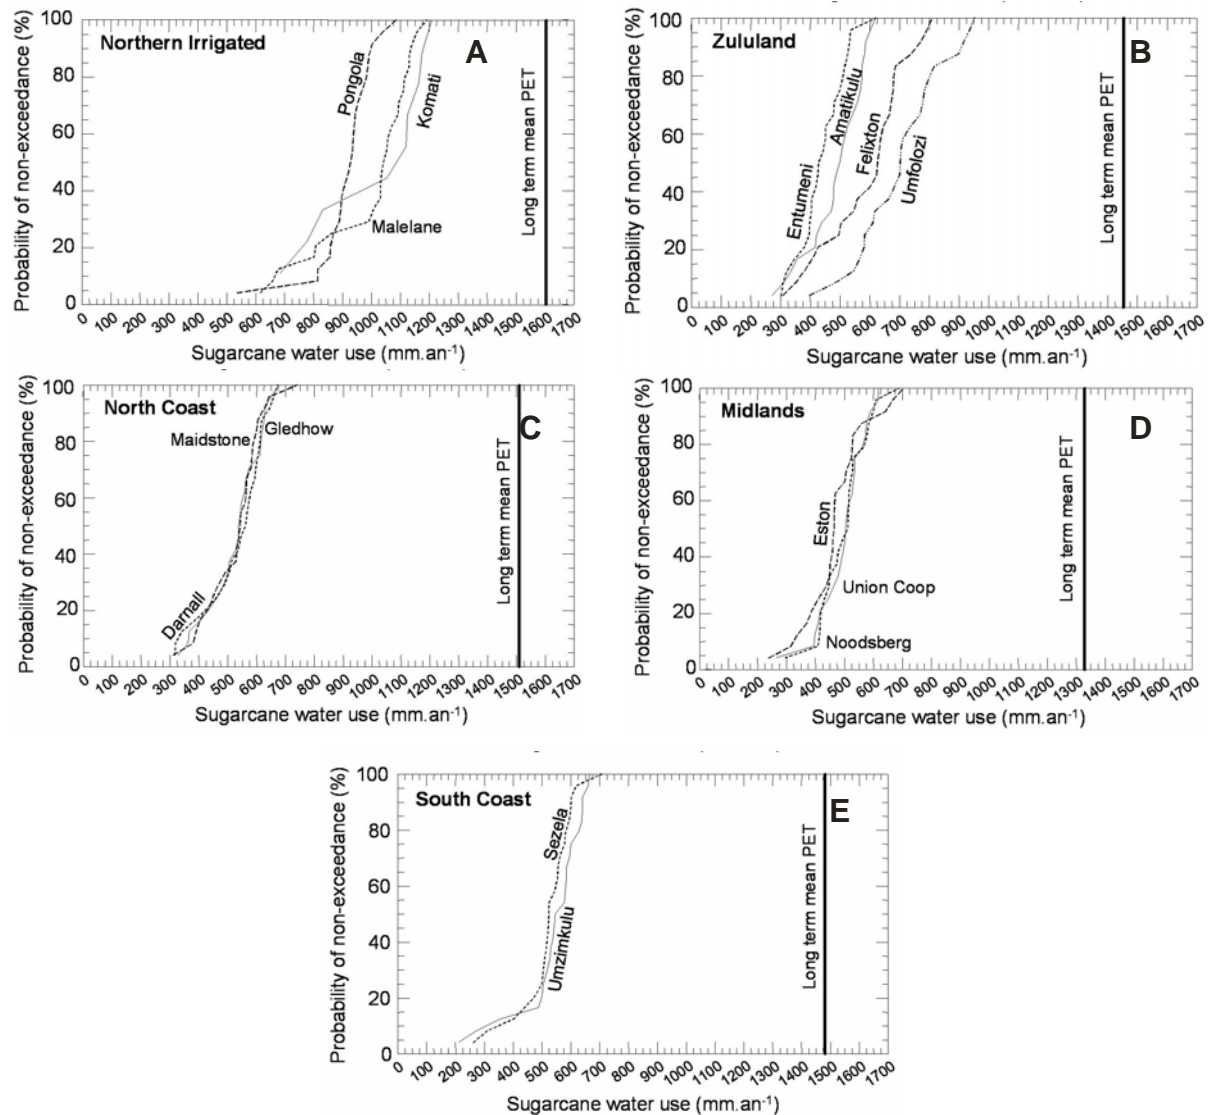 Northern Irrigated
A
Probability of non-exceedance (%)
100
80
60
40
20
0
Pongola
Komati
Malelane
Long term mean PET
0 100 200 300 400 500 600 700 800 900 1000 1100 1200 1300 1400 1500 1600 1700
Sugarcane water use (mm.an-1)
Zululand
B
Probability of non-exceedance (%)
100
80
60
40
20
0
Entumeni
Amatikulu
Felixton
Umfolozi
Long term mean PET
0 100 200 300 400 500 600 700 800 900 1000 1100 1200 1300 1400 1500 1600 1700
Sugarcane water use (mm.an-1)
North Coast
C
Probability of non-exceedance (%)
100
80
60
40
20
0
Maidstone
Gledhow
Darnall
Long term mean PET
0 100 200 300 400 500 600 700 800 900 1000 1100 1200 1300 1400 1500 1600 1700
Sugarcane water use (mm.an-1)
Midlands
D
Probability of non-exceedance (%)
100
80
60
40
20
0
Eston
Union Coop
Noodsberg
Long term mean PET
0 100 200 300 400 500 600 700 800 900 1000 1100 1200 1300 1400 1500 1600 1700
Sugarcane water use (mm.an-1)
South Coast
E
Probability of non-exceedance (%)
100
80
60
40
20
0
Sezela
Umzimkulu
Long term mean PET
0 100 200 300 400 500 600 700 800 900 1000 1100 1200 1300 1400 1500 1600 1700
Sugarcane water use (mm.an-1)